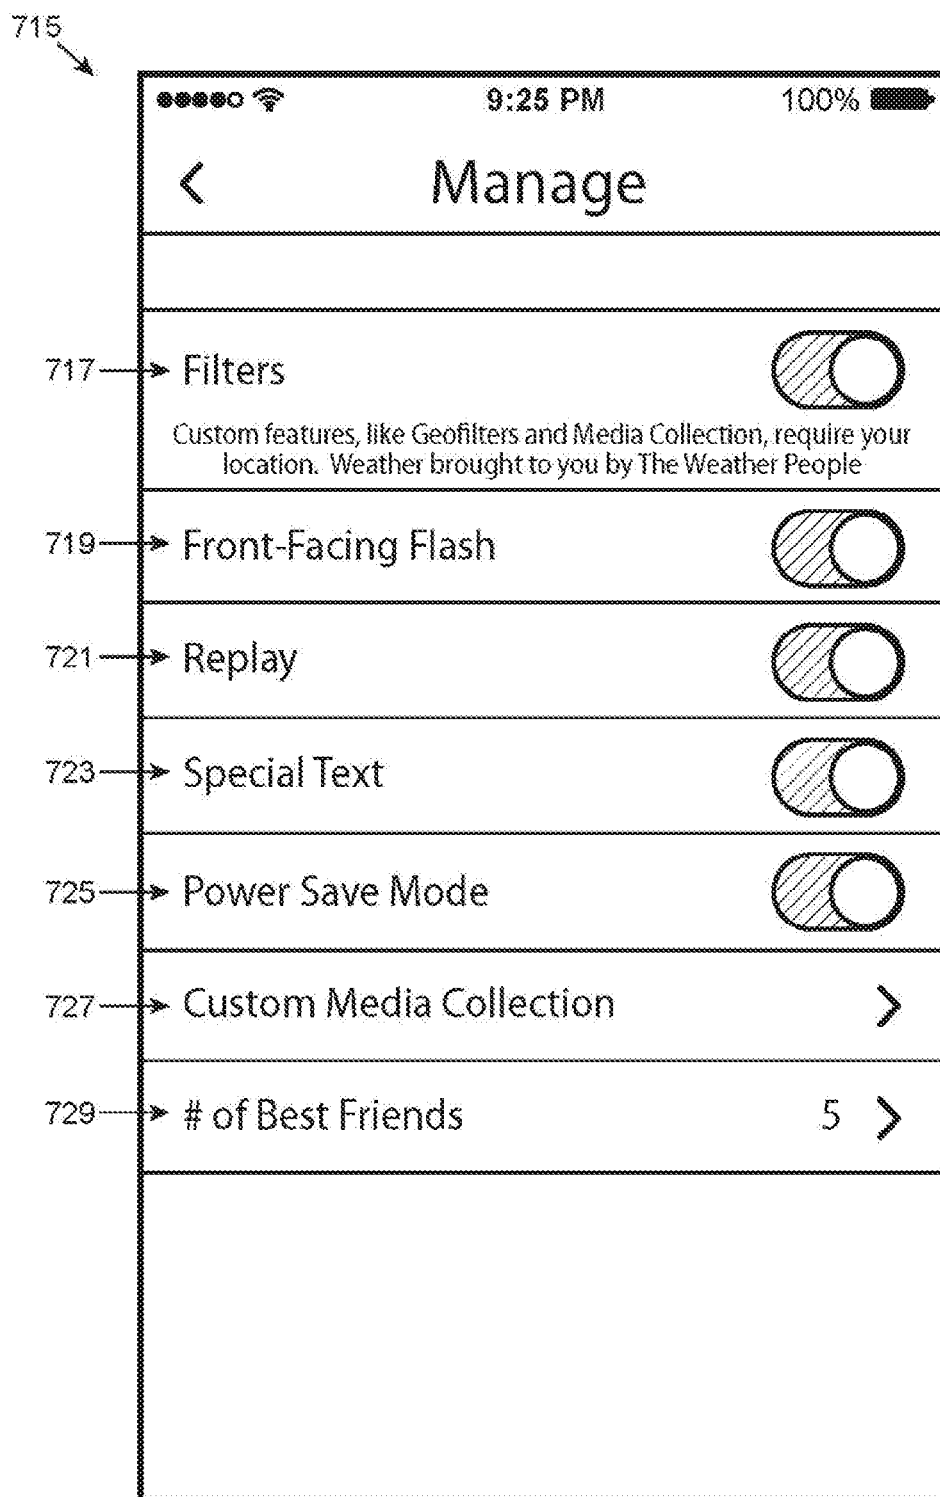 715
9:25 PM 100%
Manage
717 Filters
Custom features, like Geofilters and Media Collection, require your
location. Weather brought to you by The Weather People
719 Front-Facing Flash
721 Replay
723 Special Text
725 Power Save Mode
727 Custom Media Collection
729 # of Best Friends 5